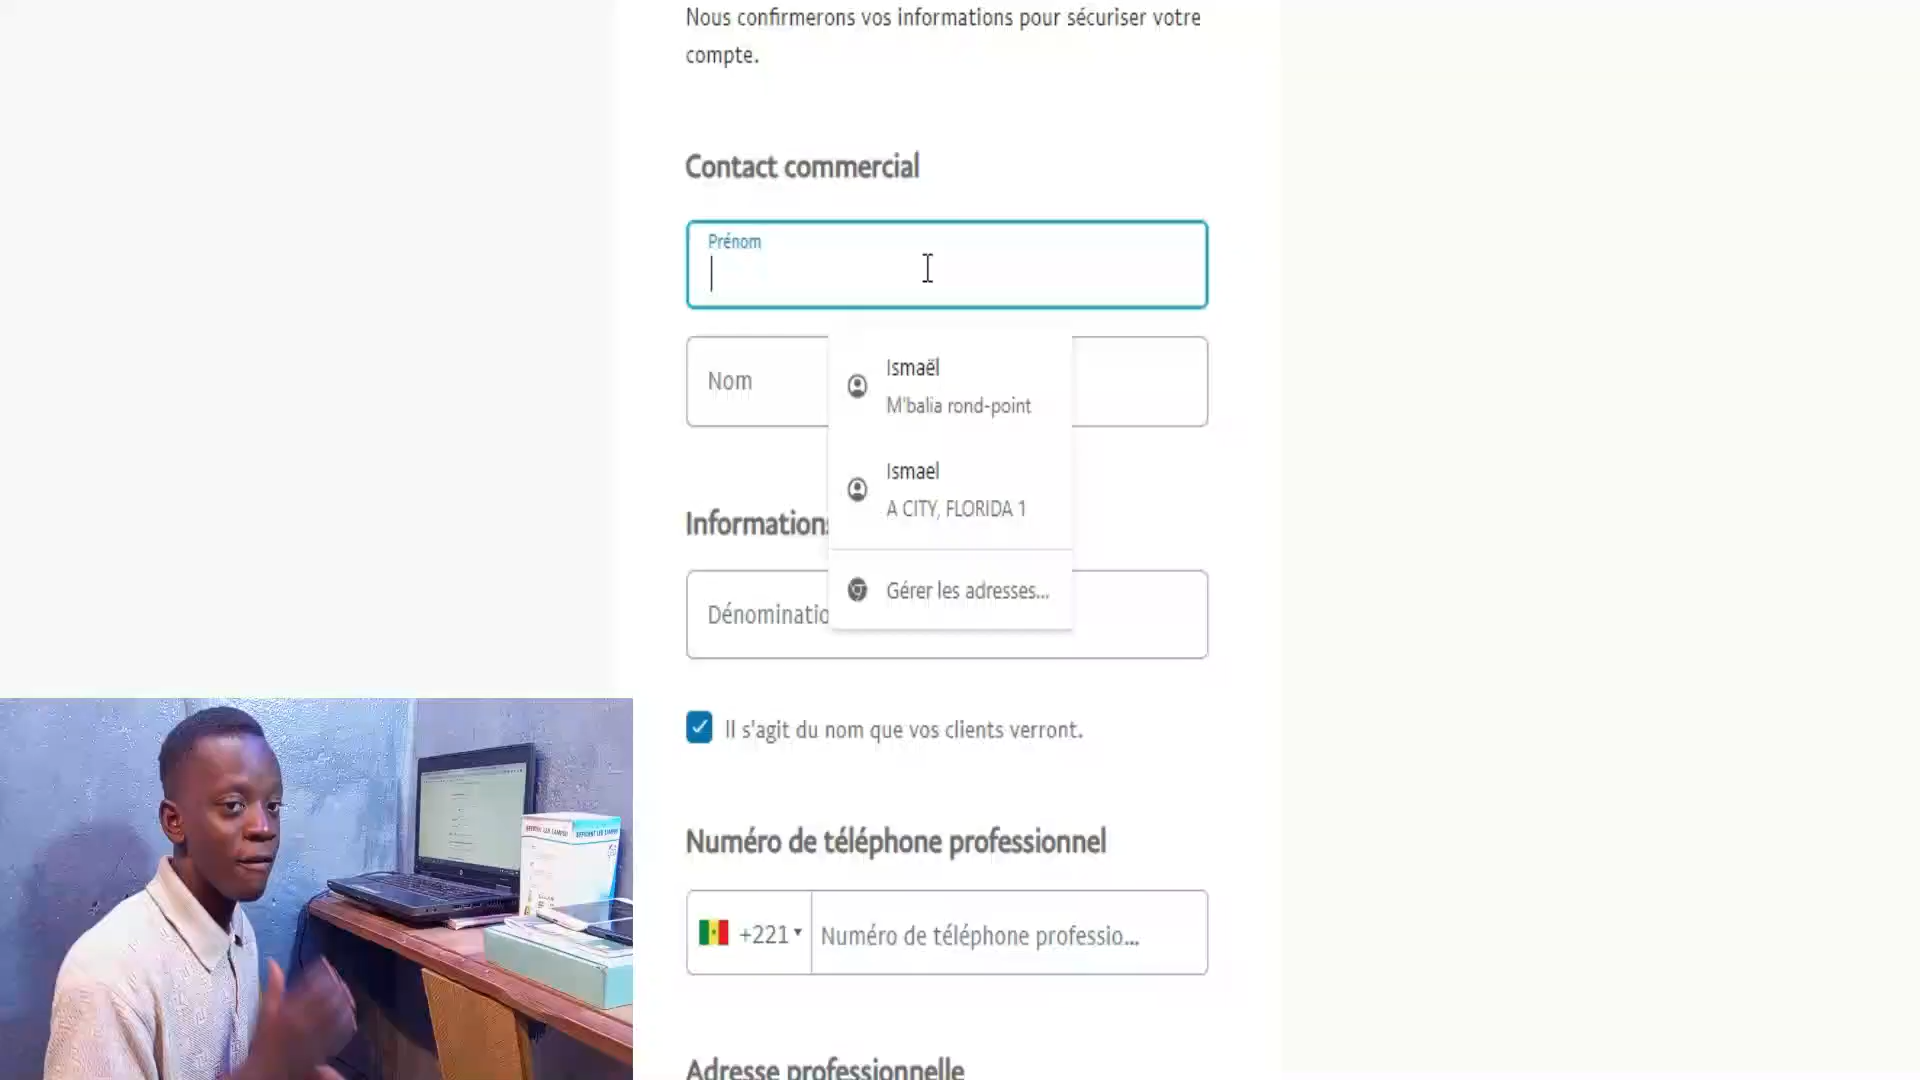 Nous confirmerons vos informations pour sécuriser votre
compte.
Contact commercial
Prénom
Nom
Ismaël
M'balia rond-point
Ismael
A CITY, FLORIDA 1
Gérer les adresses...
Informations
Dénominatio
Il s'agit du nom que vos clients verront.
Numéro de téléphone professionnel
+221
Numéro de téléphone professio...
Adresse professionnelle